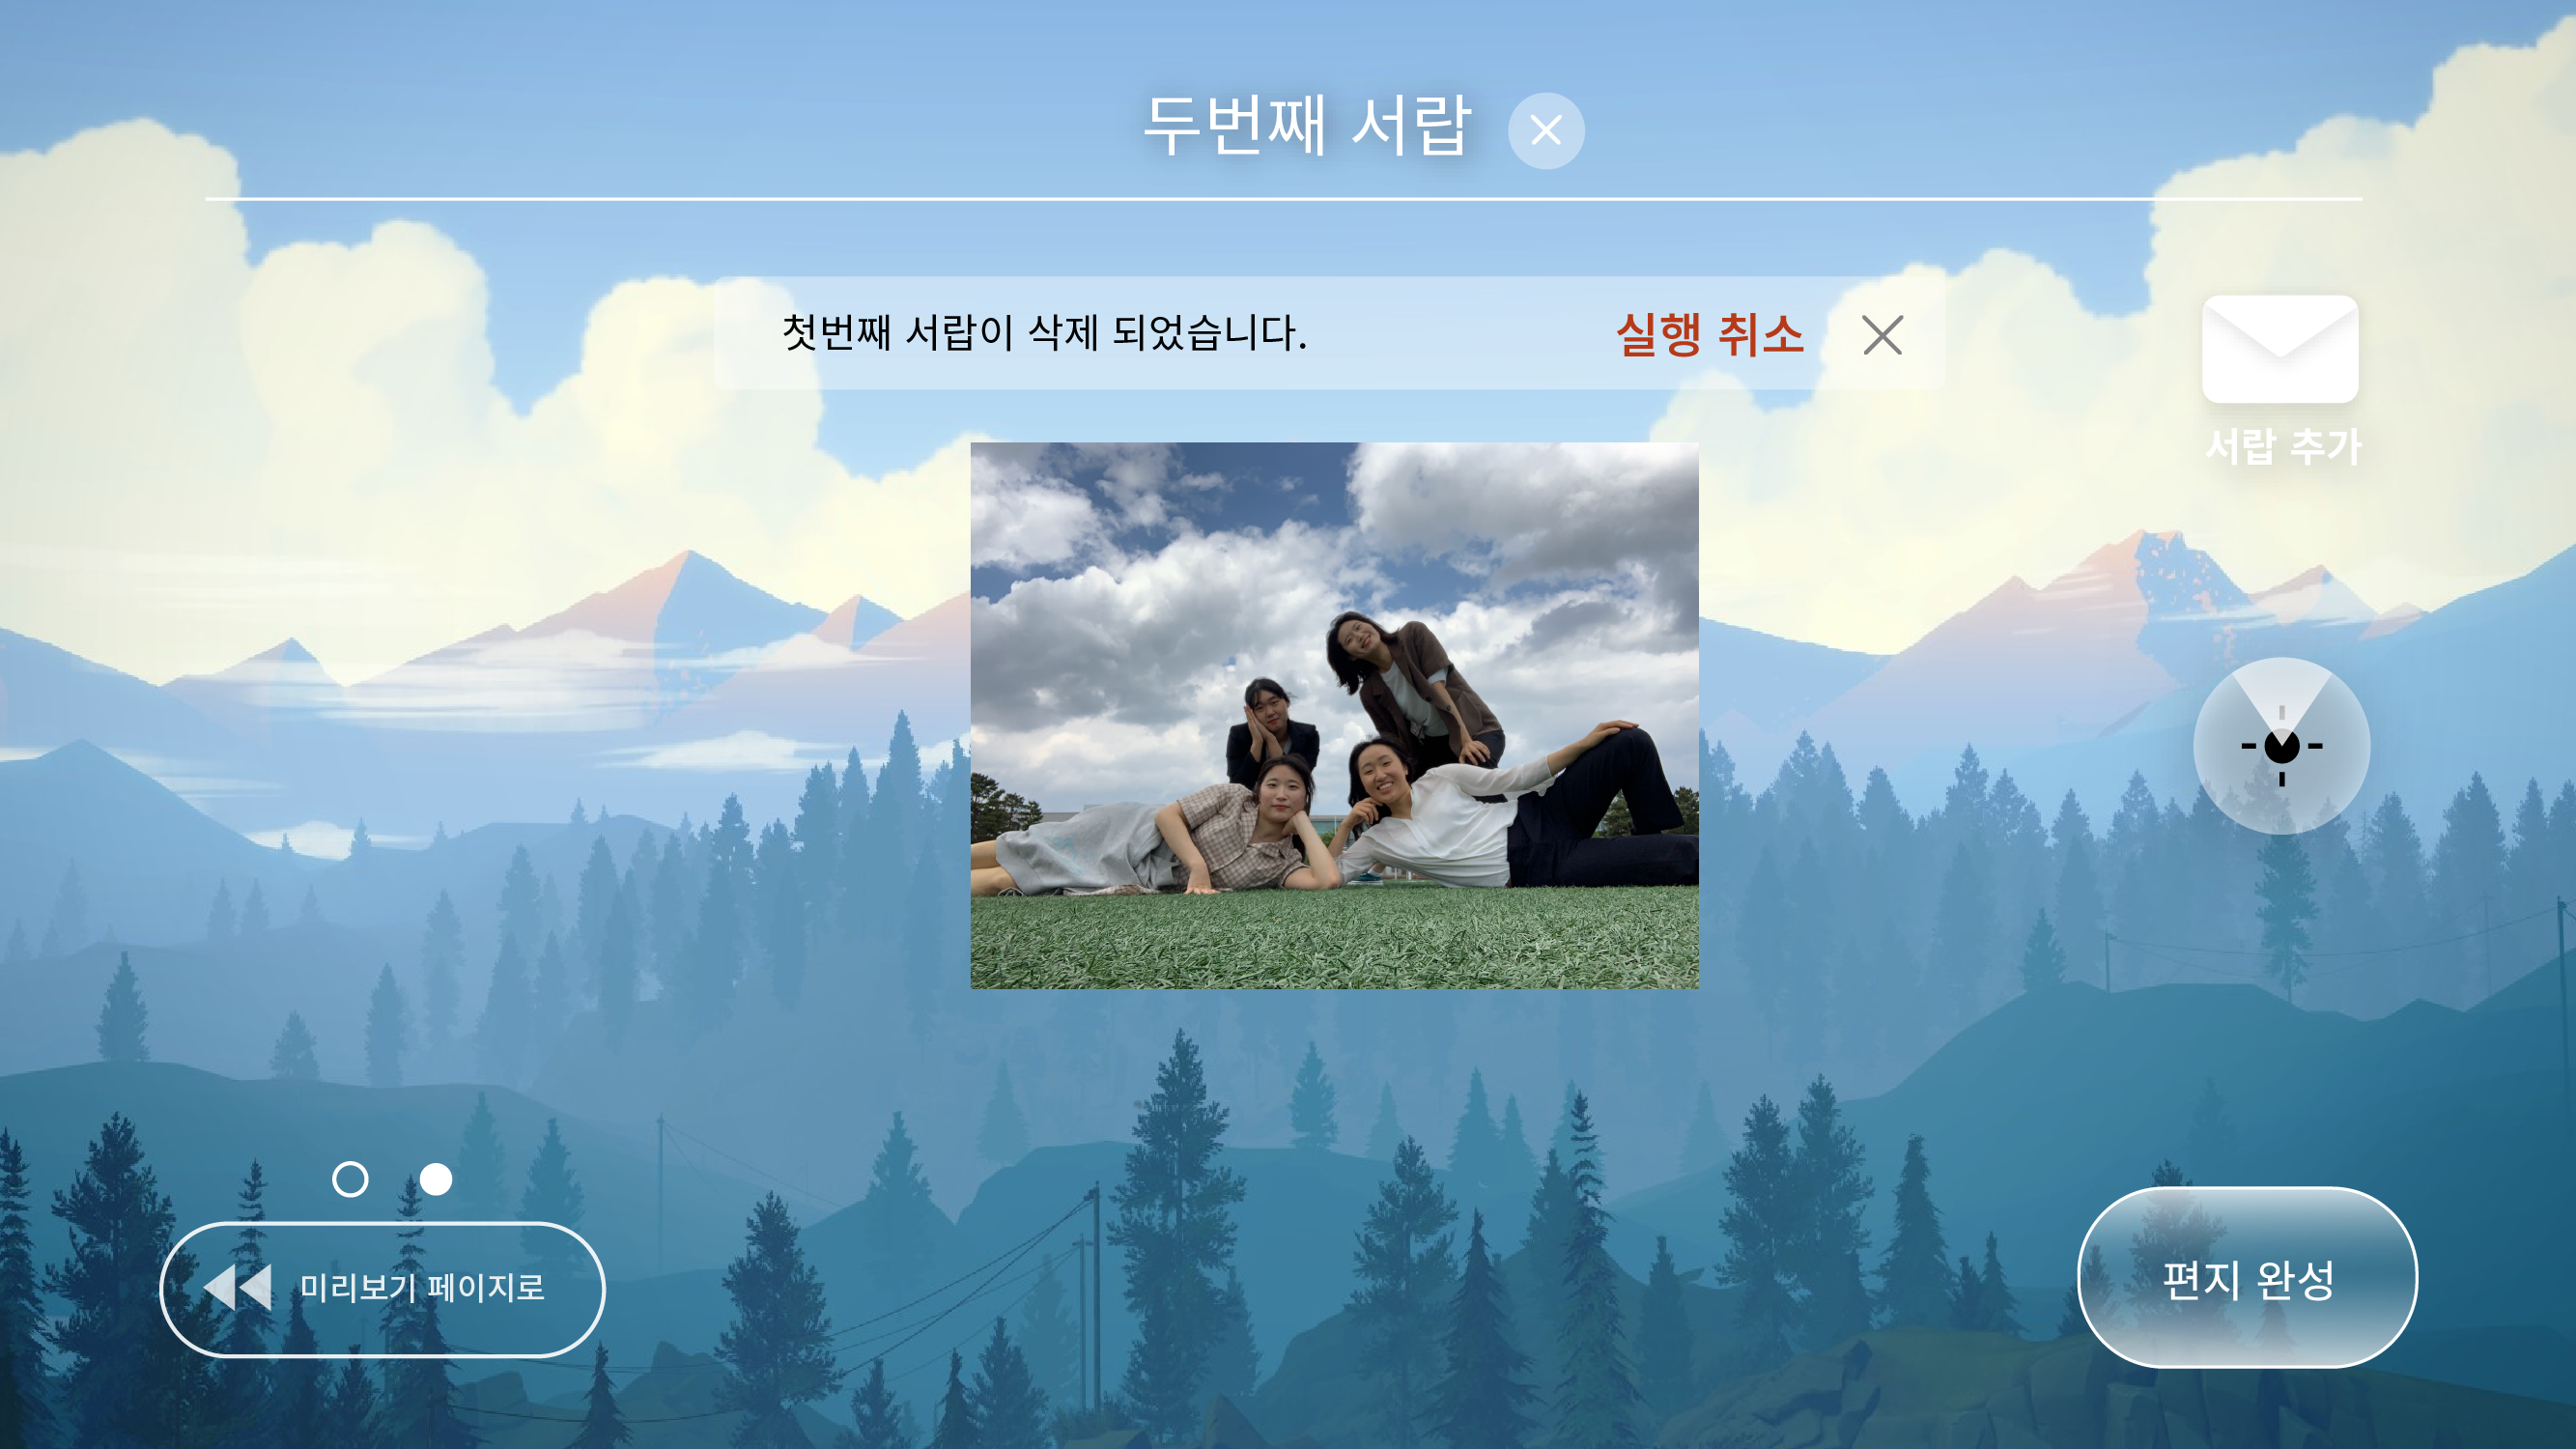 두번째 서랍
첫번째 서랍이 삭제 되었습니다. 실행 취소
서랍 추가
미리보기 페이지로
편지 완성